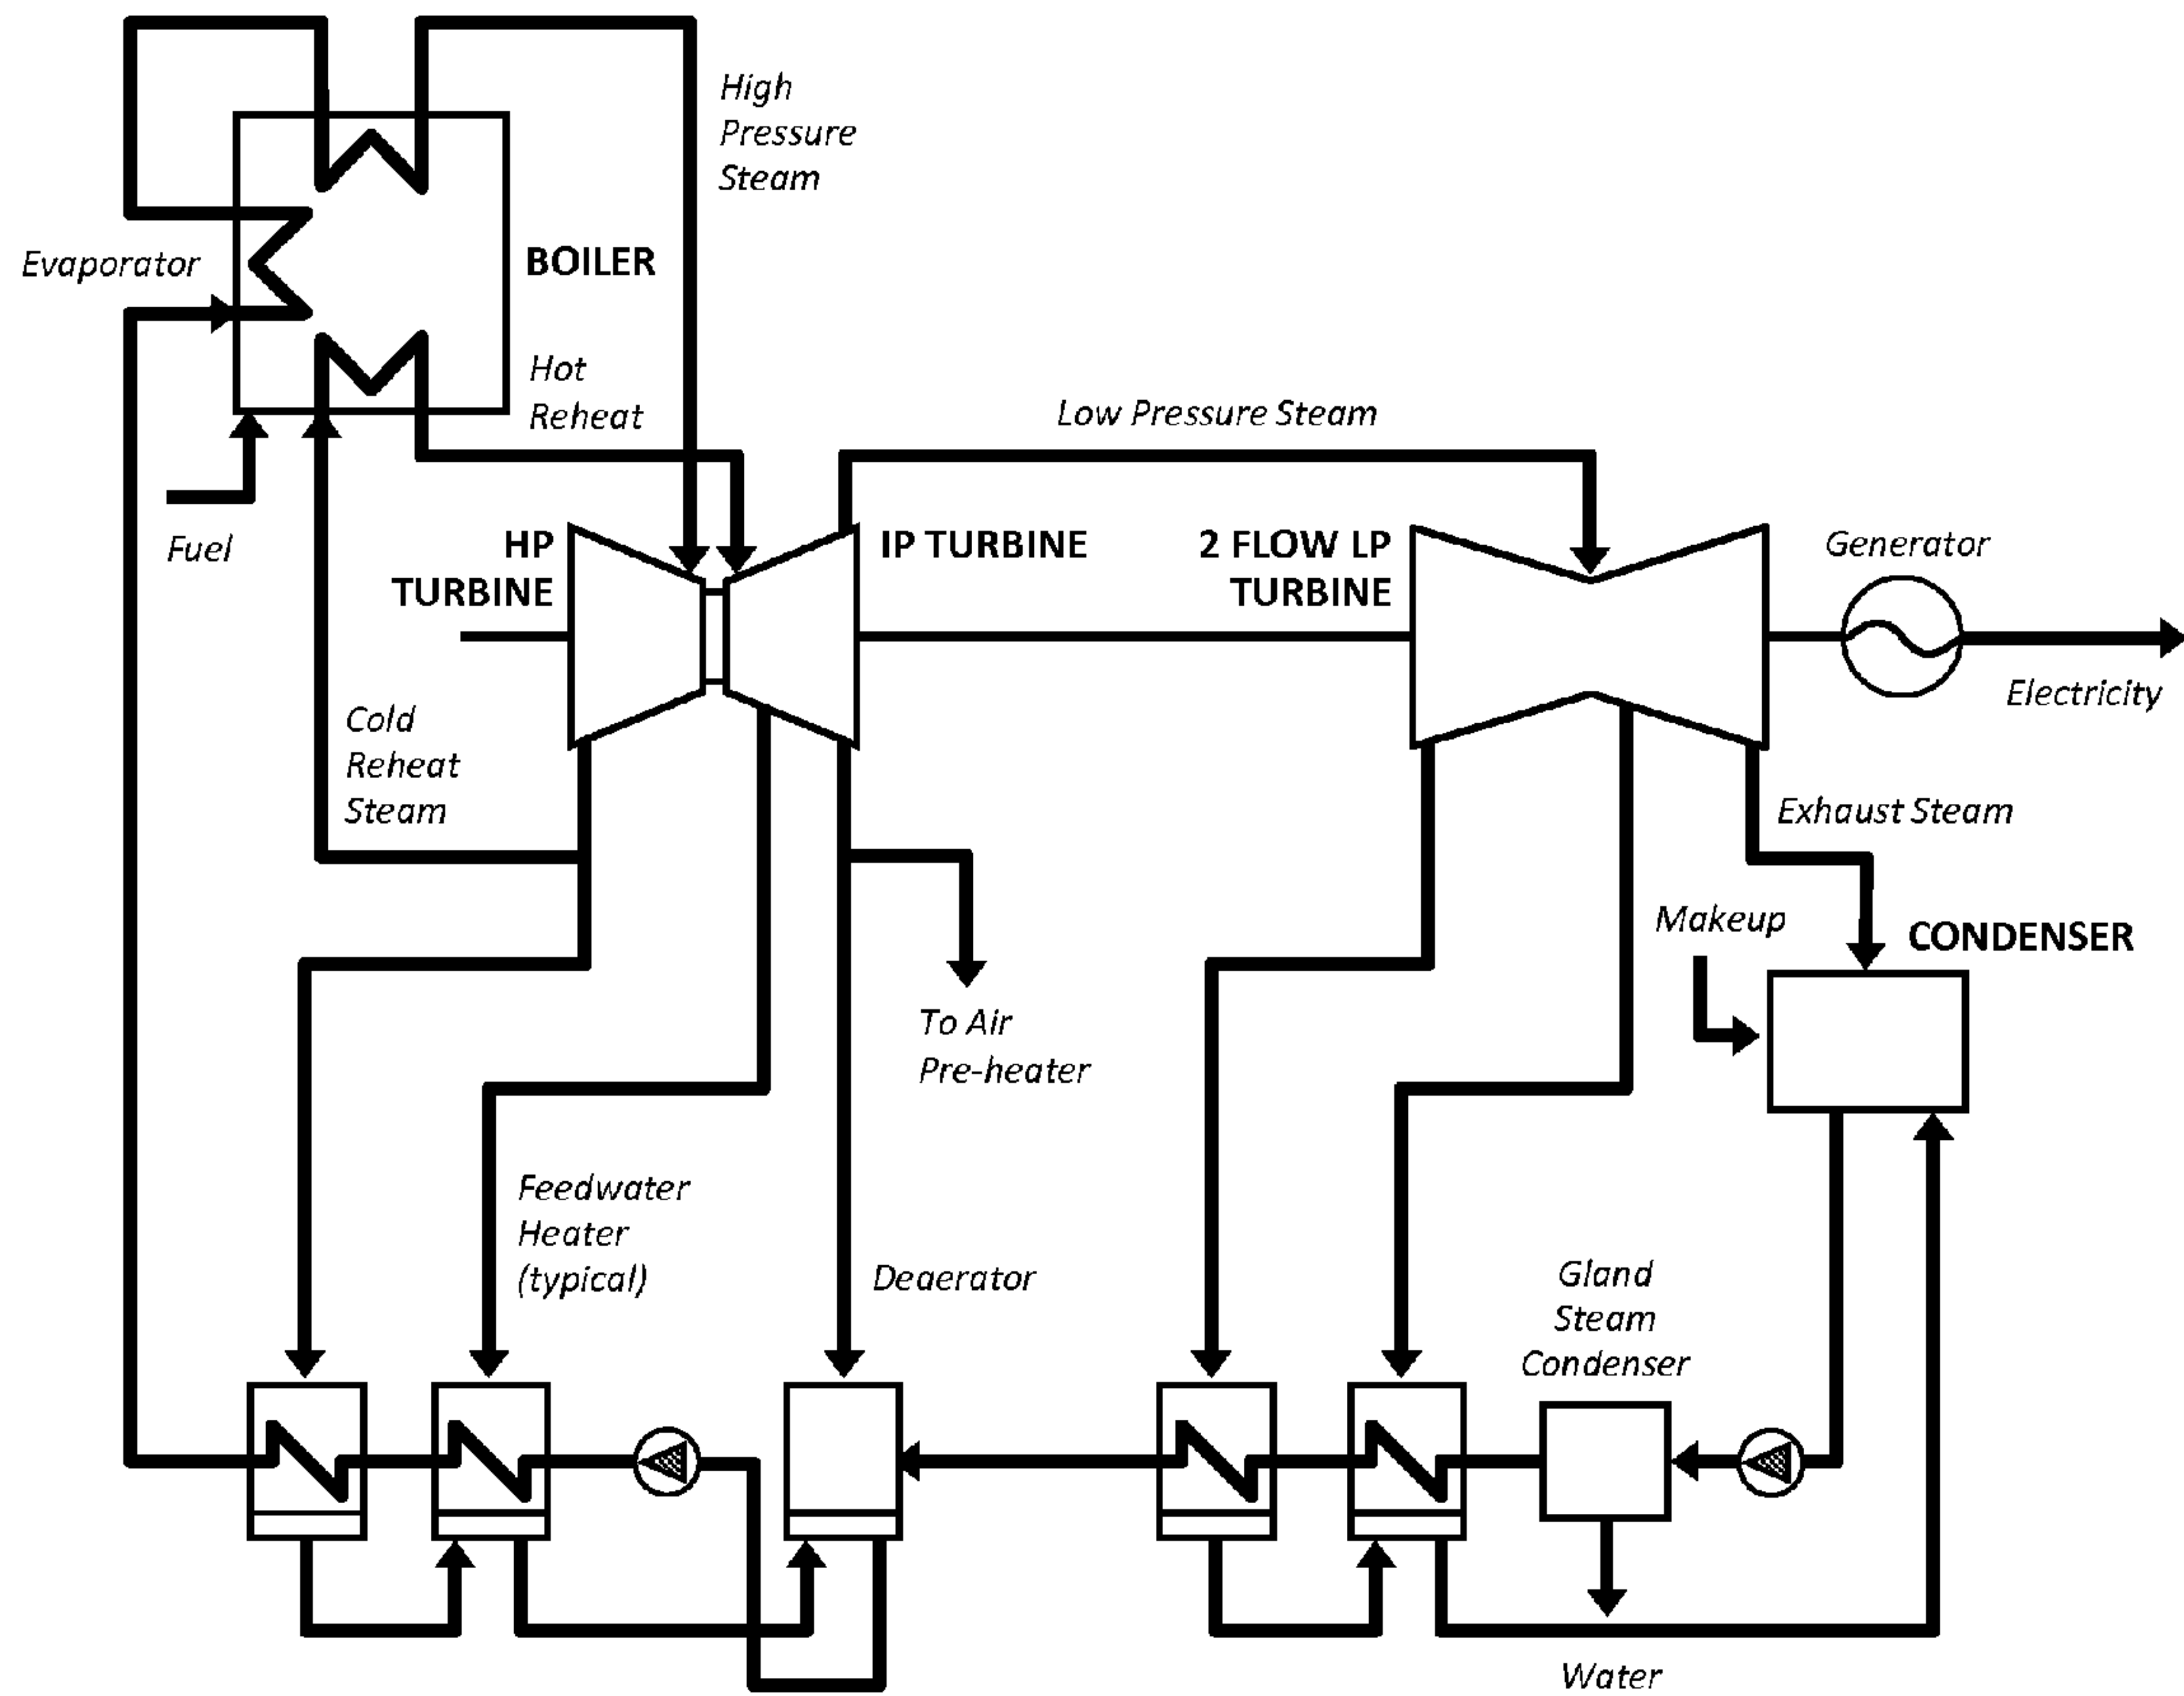 High
Pressure
Steam
Evaporator
BOILER
Hot
Reheat
Low Pressure Steam
Fuel
HP
TURBINE
IP TURBINE
2 FLOW LP
TURBINE
Generator
Electricity
Cold
Reheat
Steam
Exhaust Steam
Makeup
CONDENSER
To Air
Pre-heater
Feedwater
Heater
(typical)
Deaerator
Gland
Steam
Condenser
Water